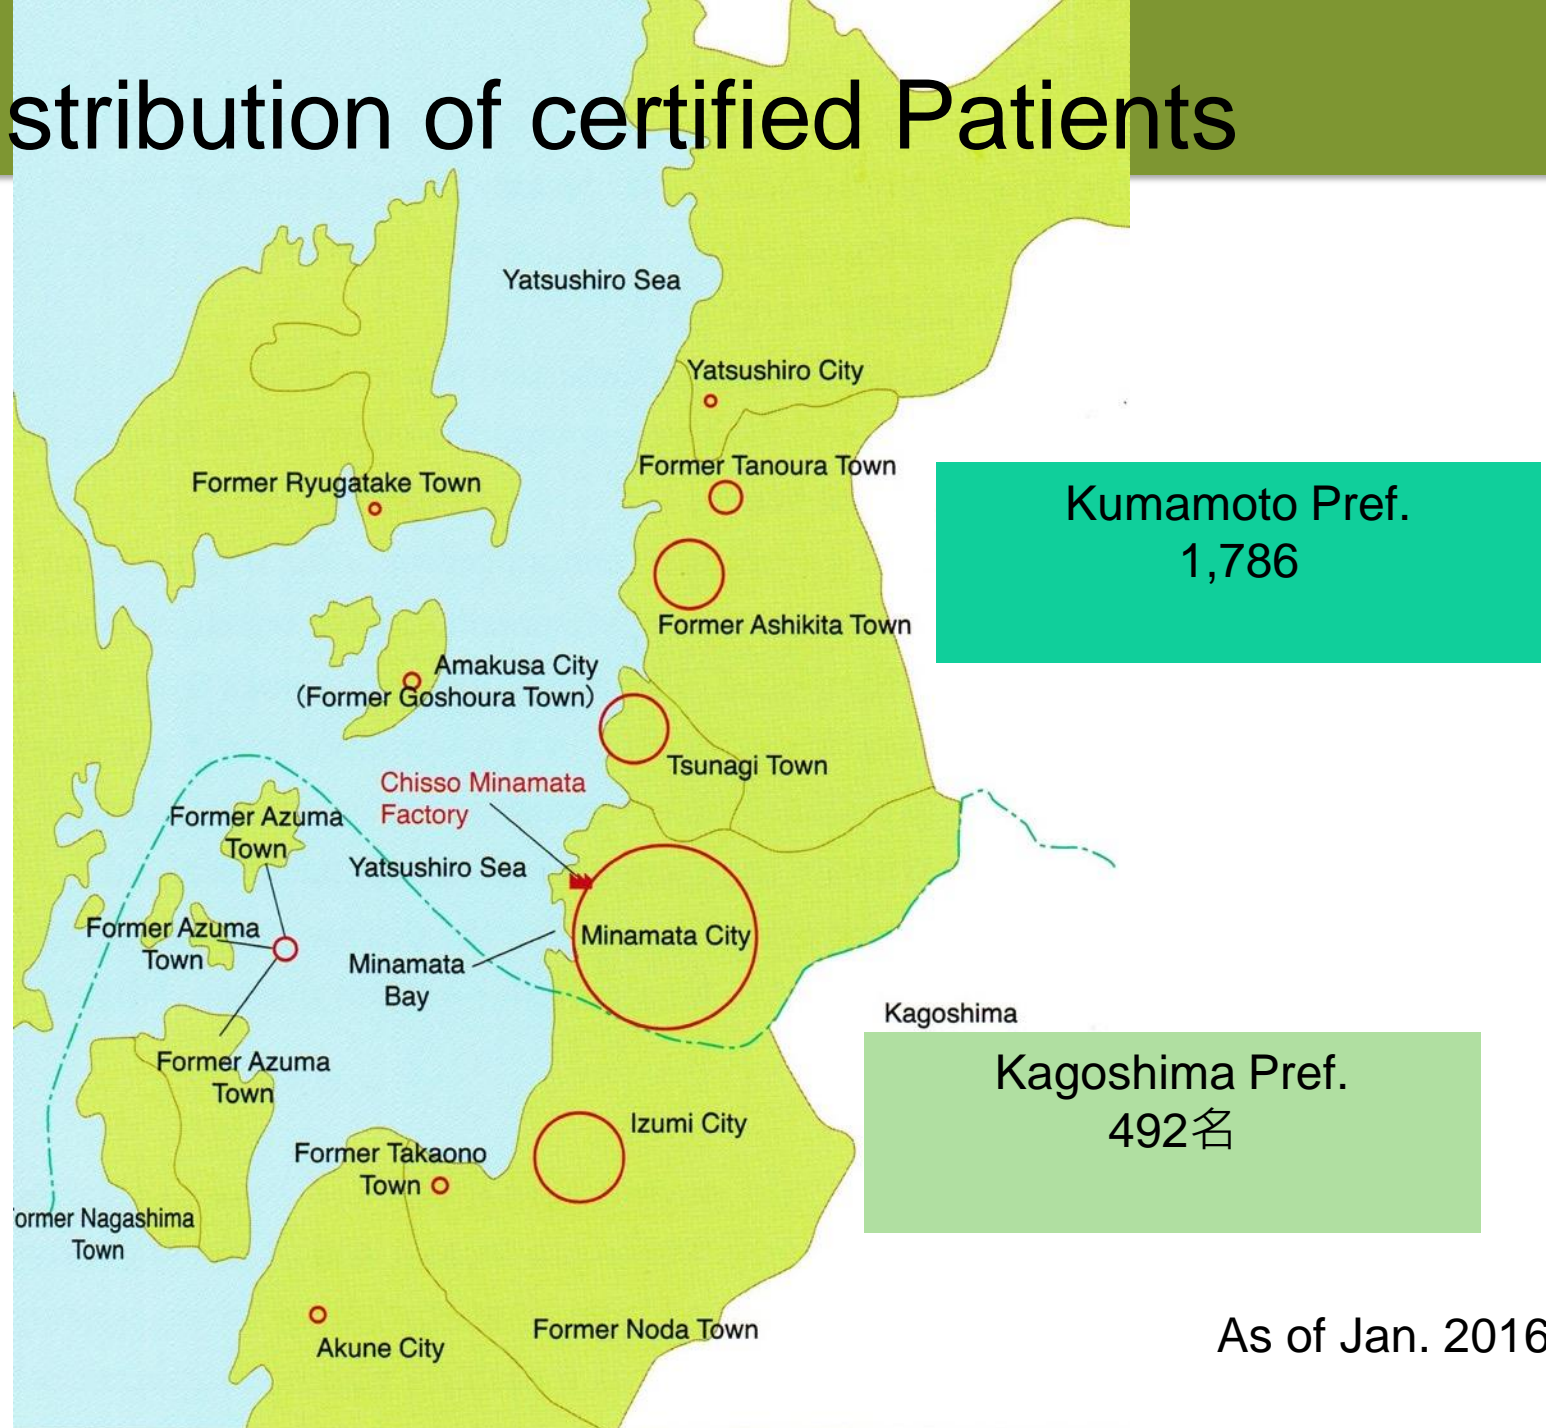 stribution of certified Patients
Yatsushiro Sea
Yatsushiro City
Former Tanoura Town
Former Ryugatake Town
Kumamoto Pref.
1,786
Former Ashikita Town
Amakusa City
(Former Goshoura Town)
Tsunagi Town
Chisso Minamata
Factory
Former Azuma
Town
Yatsushiro Sea
Former Azuma
Town
Minamata City
Minamata
Bay
Kagoshima
Former Azuma
Town
Kagoshima Pref.
492名
Izumi City
Former Takaono
Town
ormer Nagashima
Town
Former Noda Town
Akune City
As of Jan. 2016